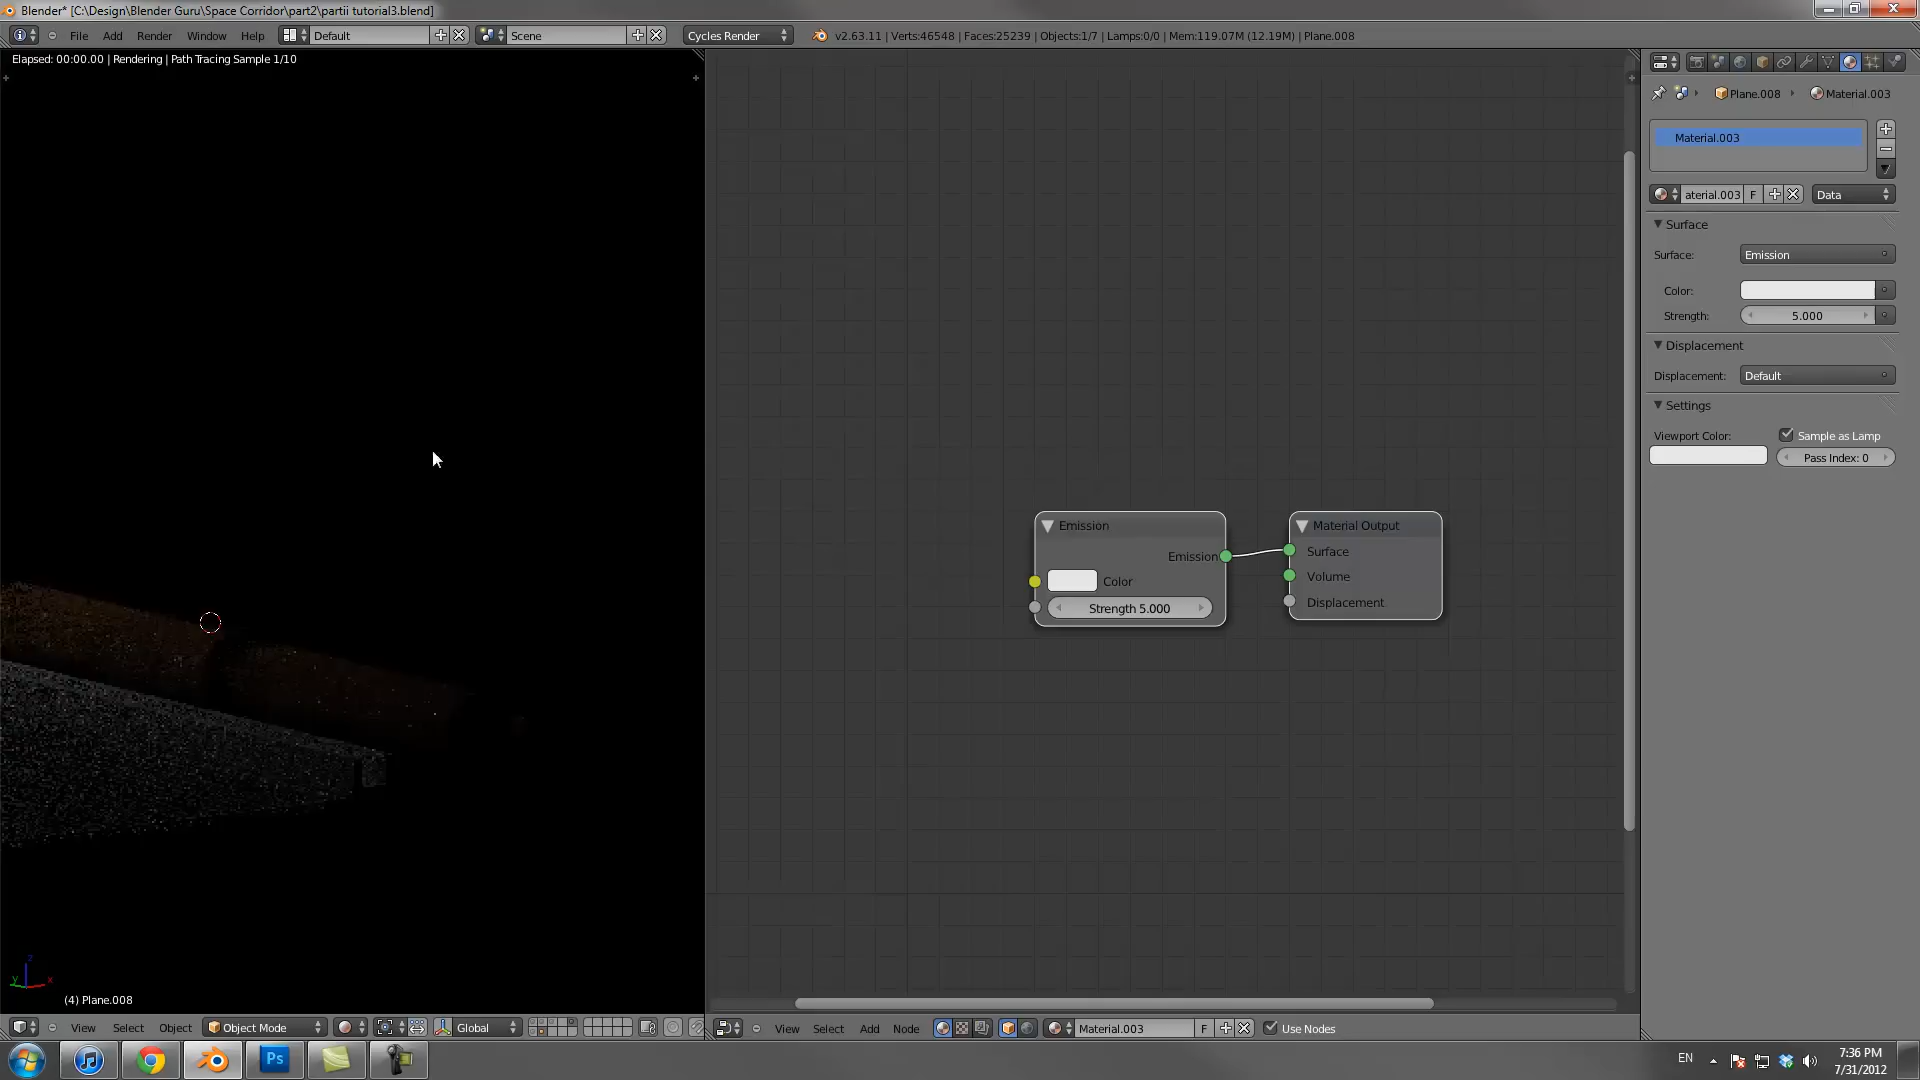 Blender* [C:\Design\Blender Guru\Space Corridor\part2\partii tutorial3.blend]
File Add Render Window Help Default Scene Cycles Render v2.63.11 | Verts:46548 | Faces:25239 | Objects:1/7 | Lamps:0/0 | Mem:119.07M (12.19M) | Plane.008
Elapsed: 00:00.00 | Rendering | Path Tracing Sample 1/10
Plane.008 Material.003
Material.003
aterial.003 F Data
Surface
Surface: Emission
Color:
Strength: 5.000
Displacement
Displacement: Default
Settings
Viewport Color: Sample as Lamp
Pass Index: 0
Emission
Emission
Color
Strength 5.000
Material Output
Surface
Volume
Displacement
z
y x
(4) Plane.008
View Select Object Object Mode Global
View Select Add Node Material.003 F Use Nodes
Ps
EN
7:36 PM
7/31/2012